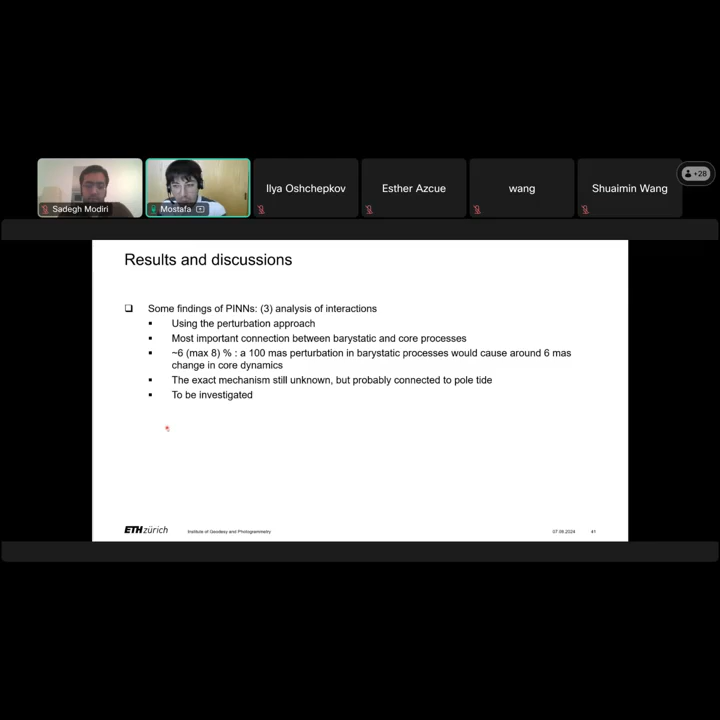 Sadegh Modiri
Mostafa
Ilya Oshchepkov
Esther Azcue
wang
Shuaimin Wang
+28
Results and discussions
Some findings of PINNs: (3) analysis of interactions
Using the perturbation approach
Most important connection between barystatic and core processes
~6 (max 8) % : a 100 mas perturbation in barystatic processes would cause around 6 mas
change in core dynamics
The exact mechanism still unknown, but probably connected to pole tide
To be investigated
ETH zürich
Institute of Geodesy and Photogrammetry
07.06.2024
41